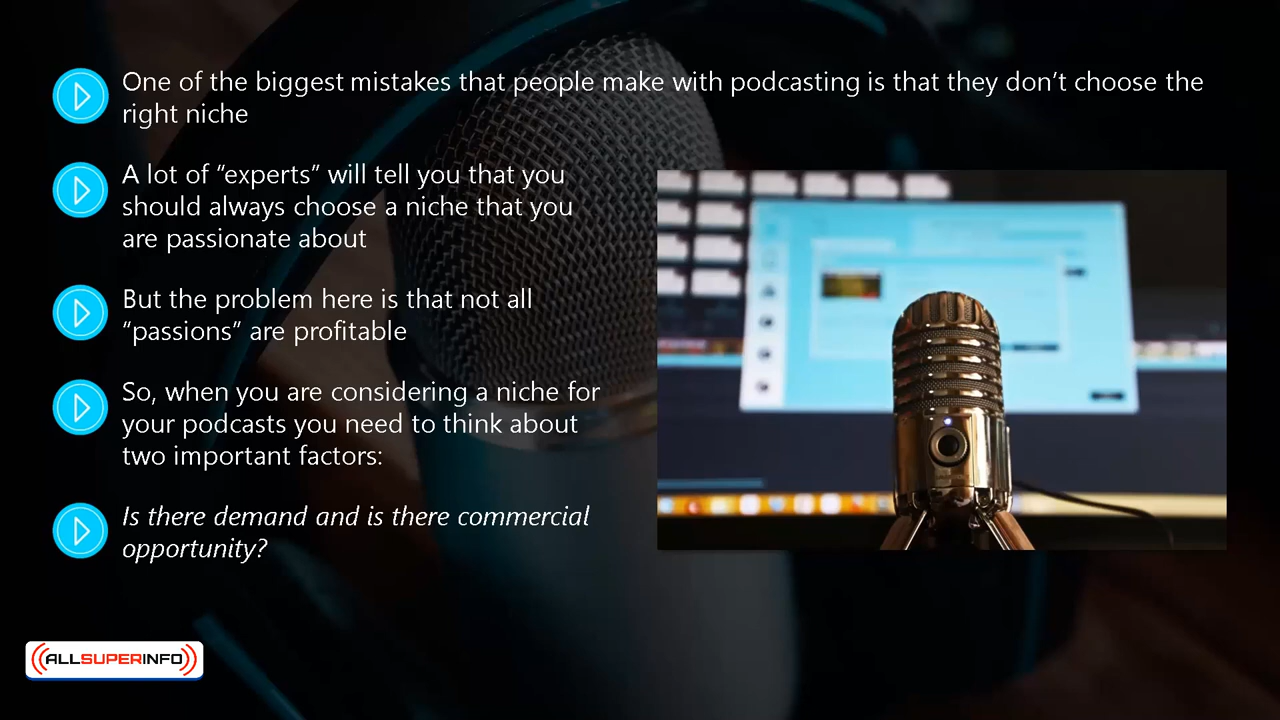 One of the biggest mistakes that people make with podcasting is that they don’t choose the
right niche
A lot of “experts” will tell you that you
should always choose a niche that you
are passionate about
But the problem here is that not all
“passions” are profitable
So, when you are considering a niche for
your podcasts you need to think about
two important factors:
Is there demand and is there commercial
opportunity?
ALLSUPERINFO